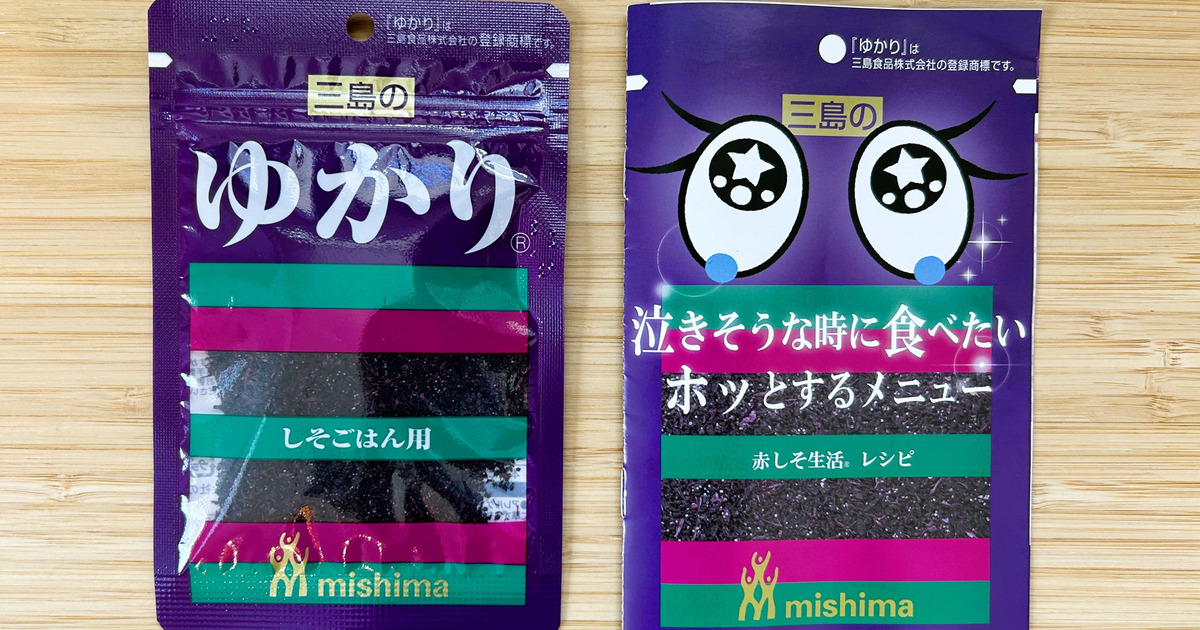 『ゆかり』は
三島食品株式会社の登録商標です。
三島の
ゆかり®
しそごはん用
mishima
『ゆかり』は
三島食品株式会社の登録商標です。
三島の
泣きそうな時に食べたい
ホッとするメニュー
赤しそ生活® レシピ
mishima